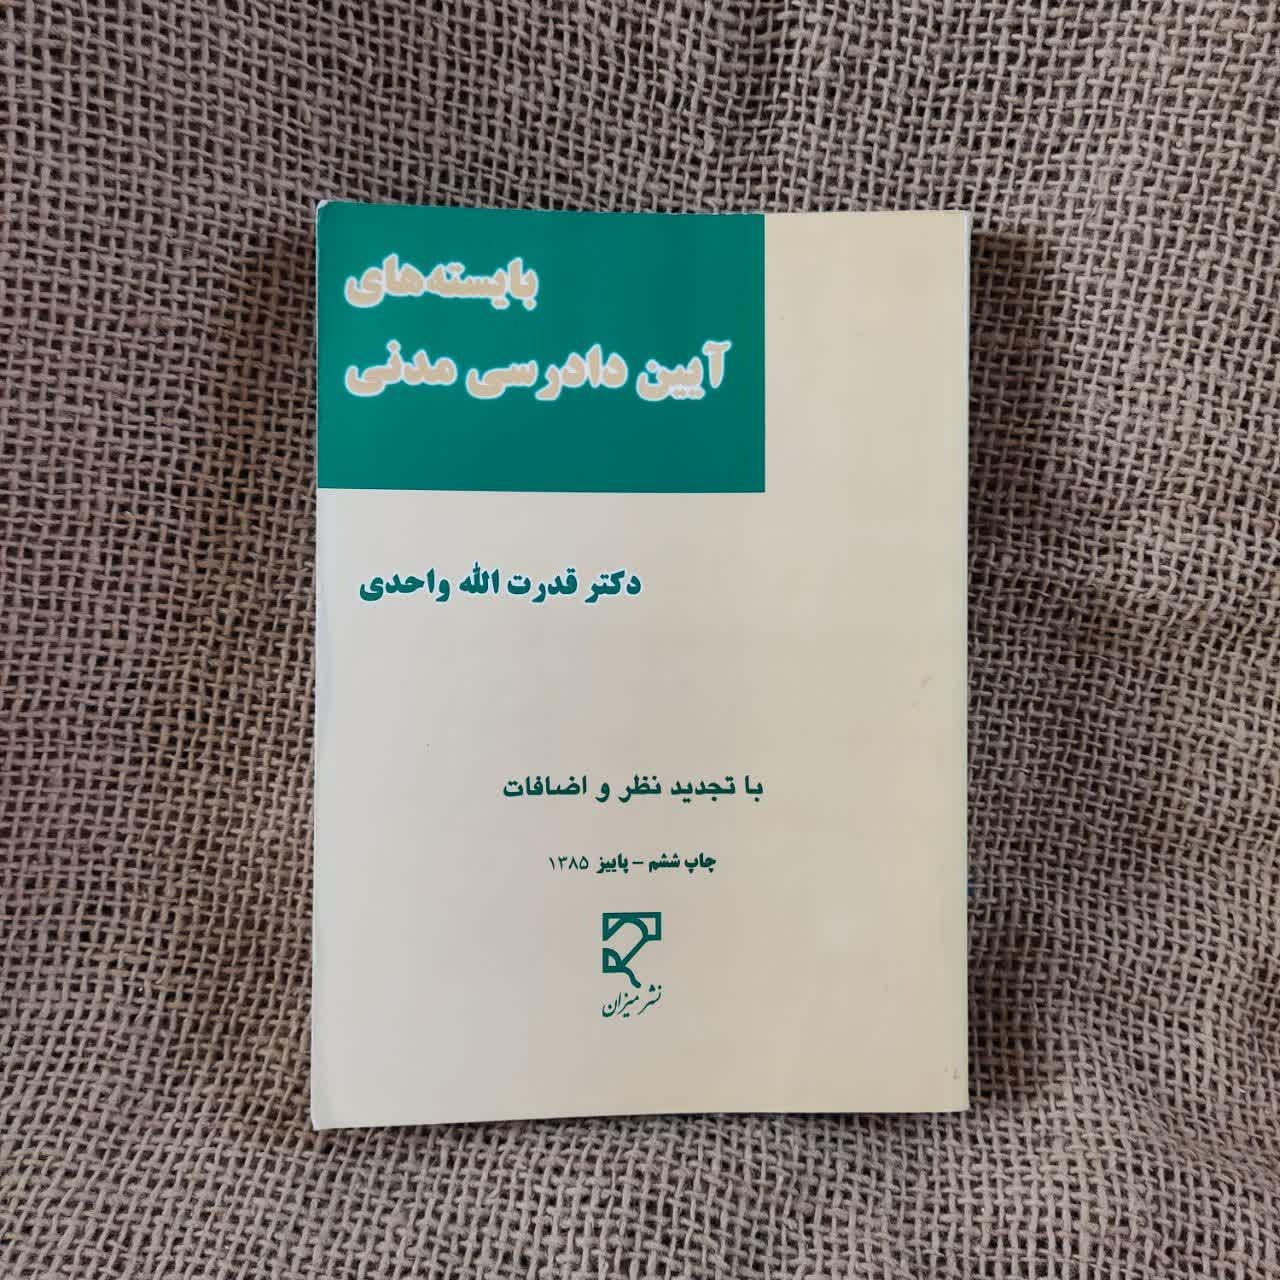 بایسته‌های
آیین دادرسی مدنی
دکتر قدرت الله واحدی
با تجدید نظر و اضافات
چاپ ششم - پاییز ۱۳۸۵
نشر میزان